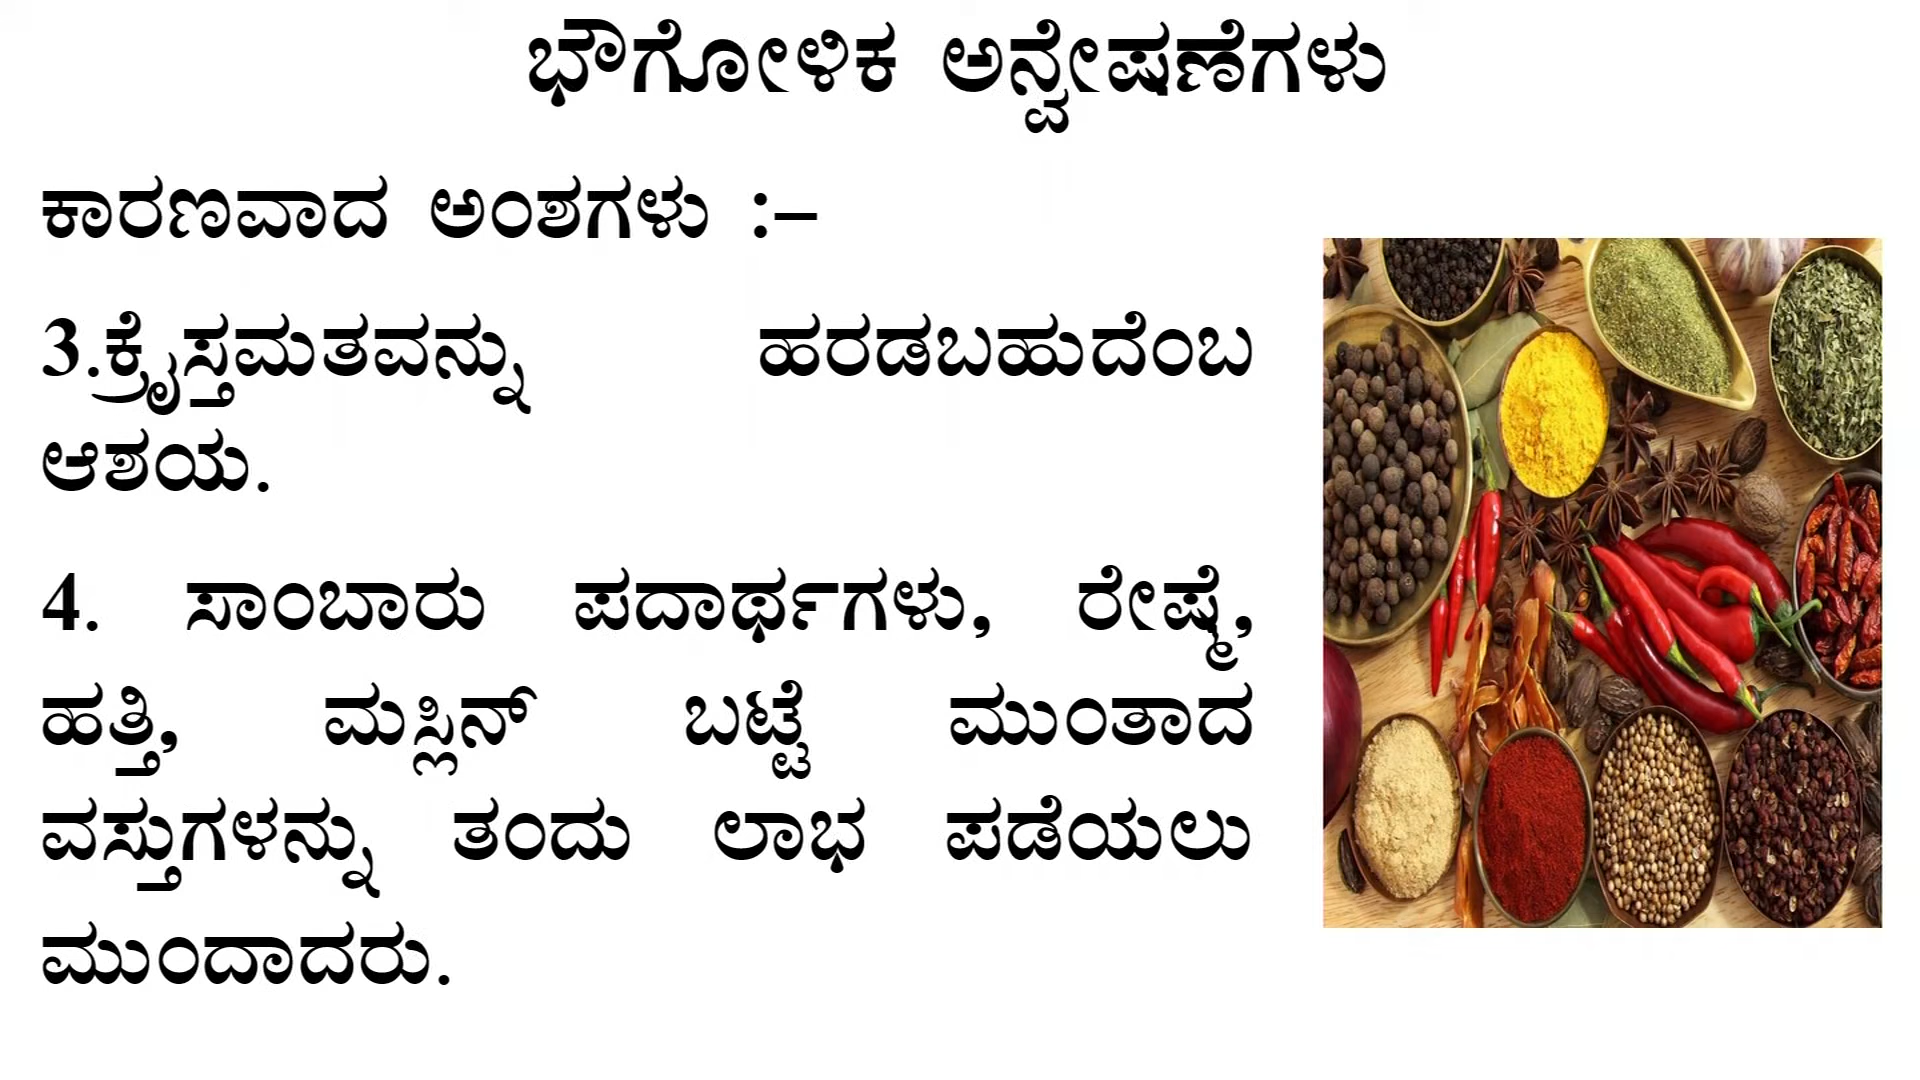 ಭೌಗೋಳಿಕ ಅನ್ವೇಷಣೆಗಳು
ಕಾರಣವಾದ ಅಂಶಗಳು :–
3.ಕ್ರೈಸ್ತಮತವನ್ನು ಹರಡಬಹುದೆಂಬ
ಆಶಯ.
4. ಸಾಂಬಾರು ಪದಾರ್ಥಗಳು, ರೇಷ್ಮೆ,
ಹತ್ತಿ, ಮಸ್ಲಿನ್ ಬಟ್ಟೆ ಮುಂತಾದ
ವಸ್ತುಗಳನ್ನು ತಂದು ಲಾಭ ಪಡೆಯಲು
ಮುಂದಾದರು.